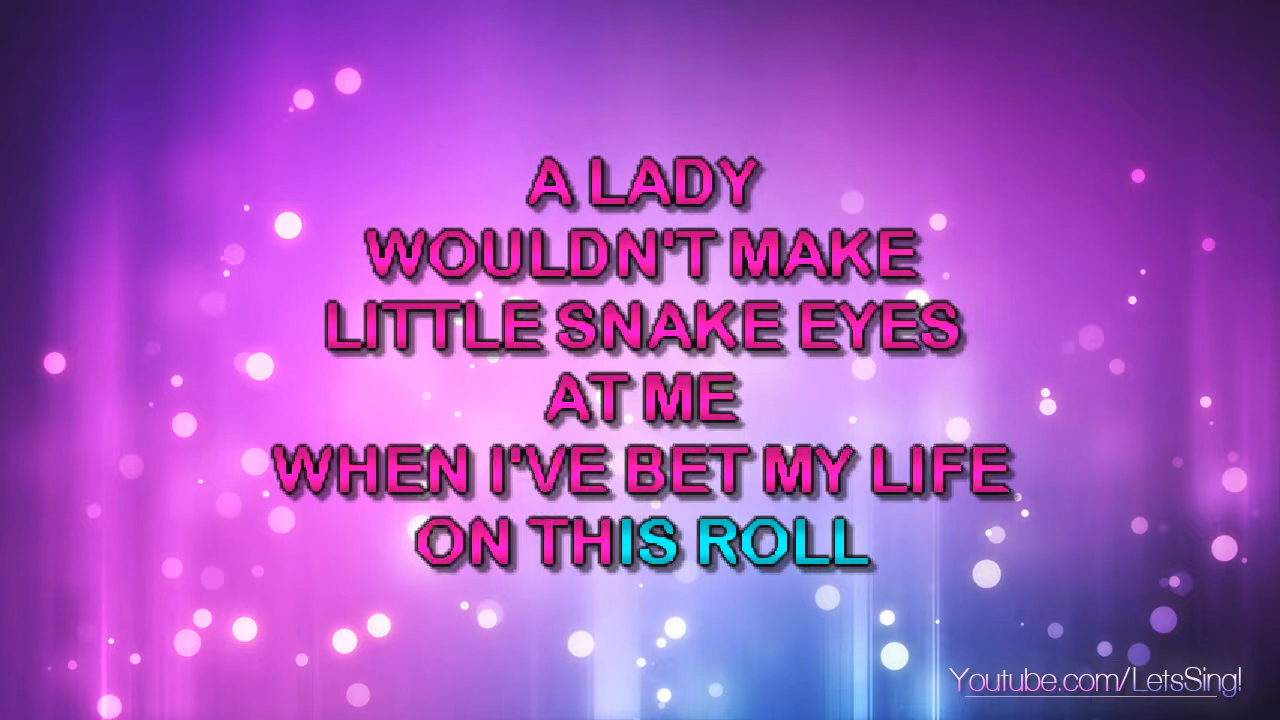 A LADY
WOULDN'T MAKE
LITTLE SNAKE EYES
AT ME
WHEN I'VE BET MY LIFE
ON THIS ROLL
Youtube.com/LetsSing!